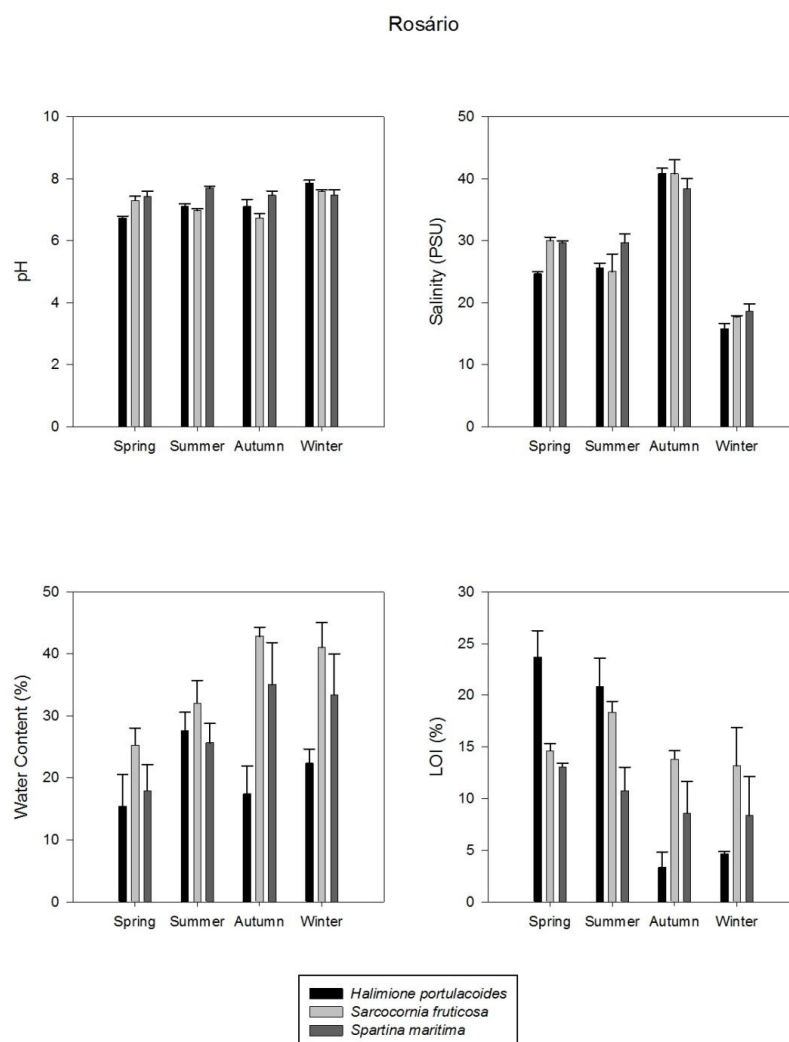 Rosário
pH
10
8
6
4
2
0
Spring Summer Autumn Winter
Salinity (PSU)
50
40
30
20
10
0
Spring Summer Autumn Winter
Water Content (%)
50
40
30
20
10
0
Spring Summer Autumn Winter
LOI (%)
30
25
20
15
10
5
0
Spring Summer Autumn Winter
Halimione portulacoides
Sarcocornia fruticosa
Spartina maritima